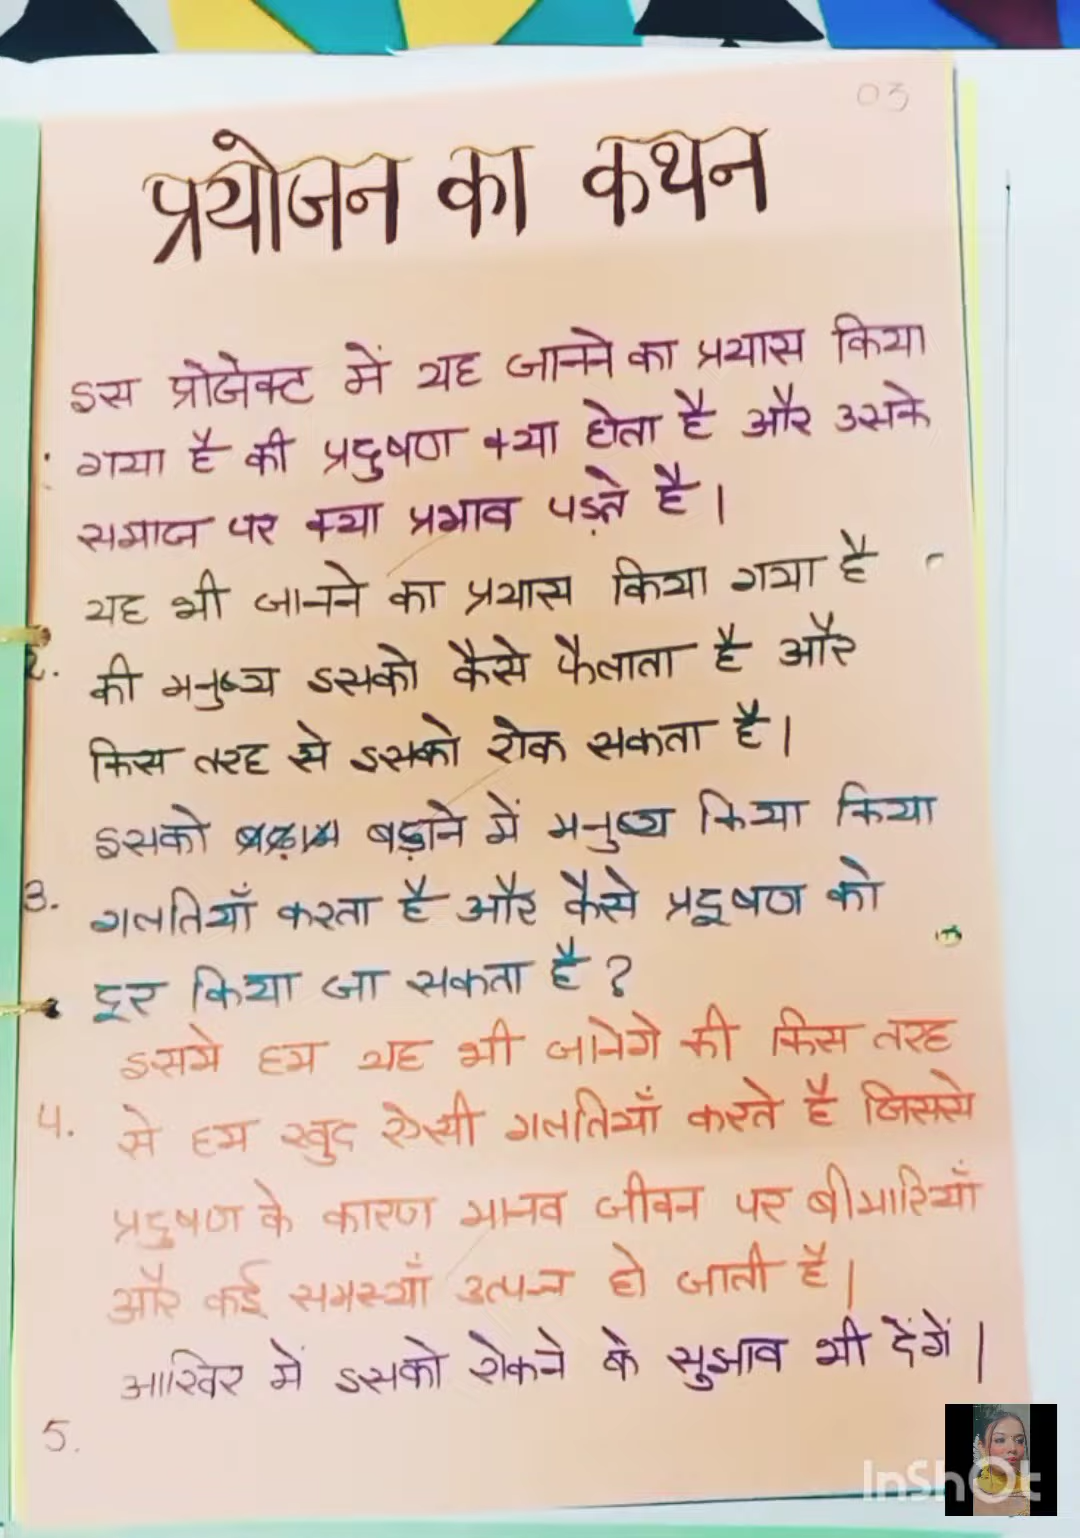 03
प्रयोजन का कथन
इस प्रोजेक्ट में यह जानने का प्रयास किया
गया है की प्रदुषण क्या होता है और उसके
समाज पर क्या प्रभाव पड़ते है।
यह भी जानने का प्रयास किया गया है
2. की मनुष्य इसको कैसे फैलाता है और
किस तरह से इसको रोक सकता है।
इसको बड़ाने में मनुष्य किया किया
3. गलतियाँ करता है और कैसे प्रदूषण को
दूर किया जा सकता है?
इसमे हम यह भी जानेगे की किस तरह
4. से हम खुद ऐसी गलतियाँ करते है जिससे
प्रदुषण के कारण मानव जीवन पर बीमारियाँ
और कई समस्याँ उत्पन्न हो जाती है।
आखिर में इसको रोकने के सुझाव भी देंगें।
5.
InShOt